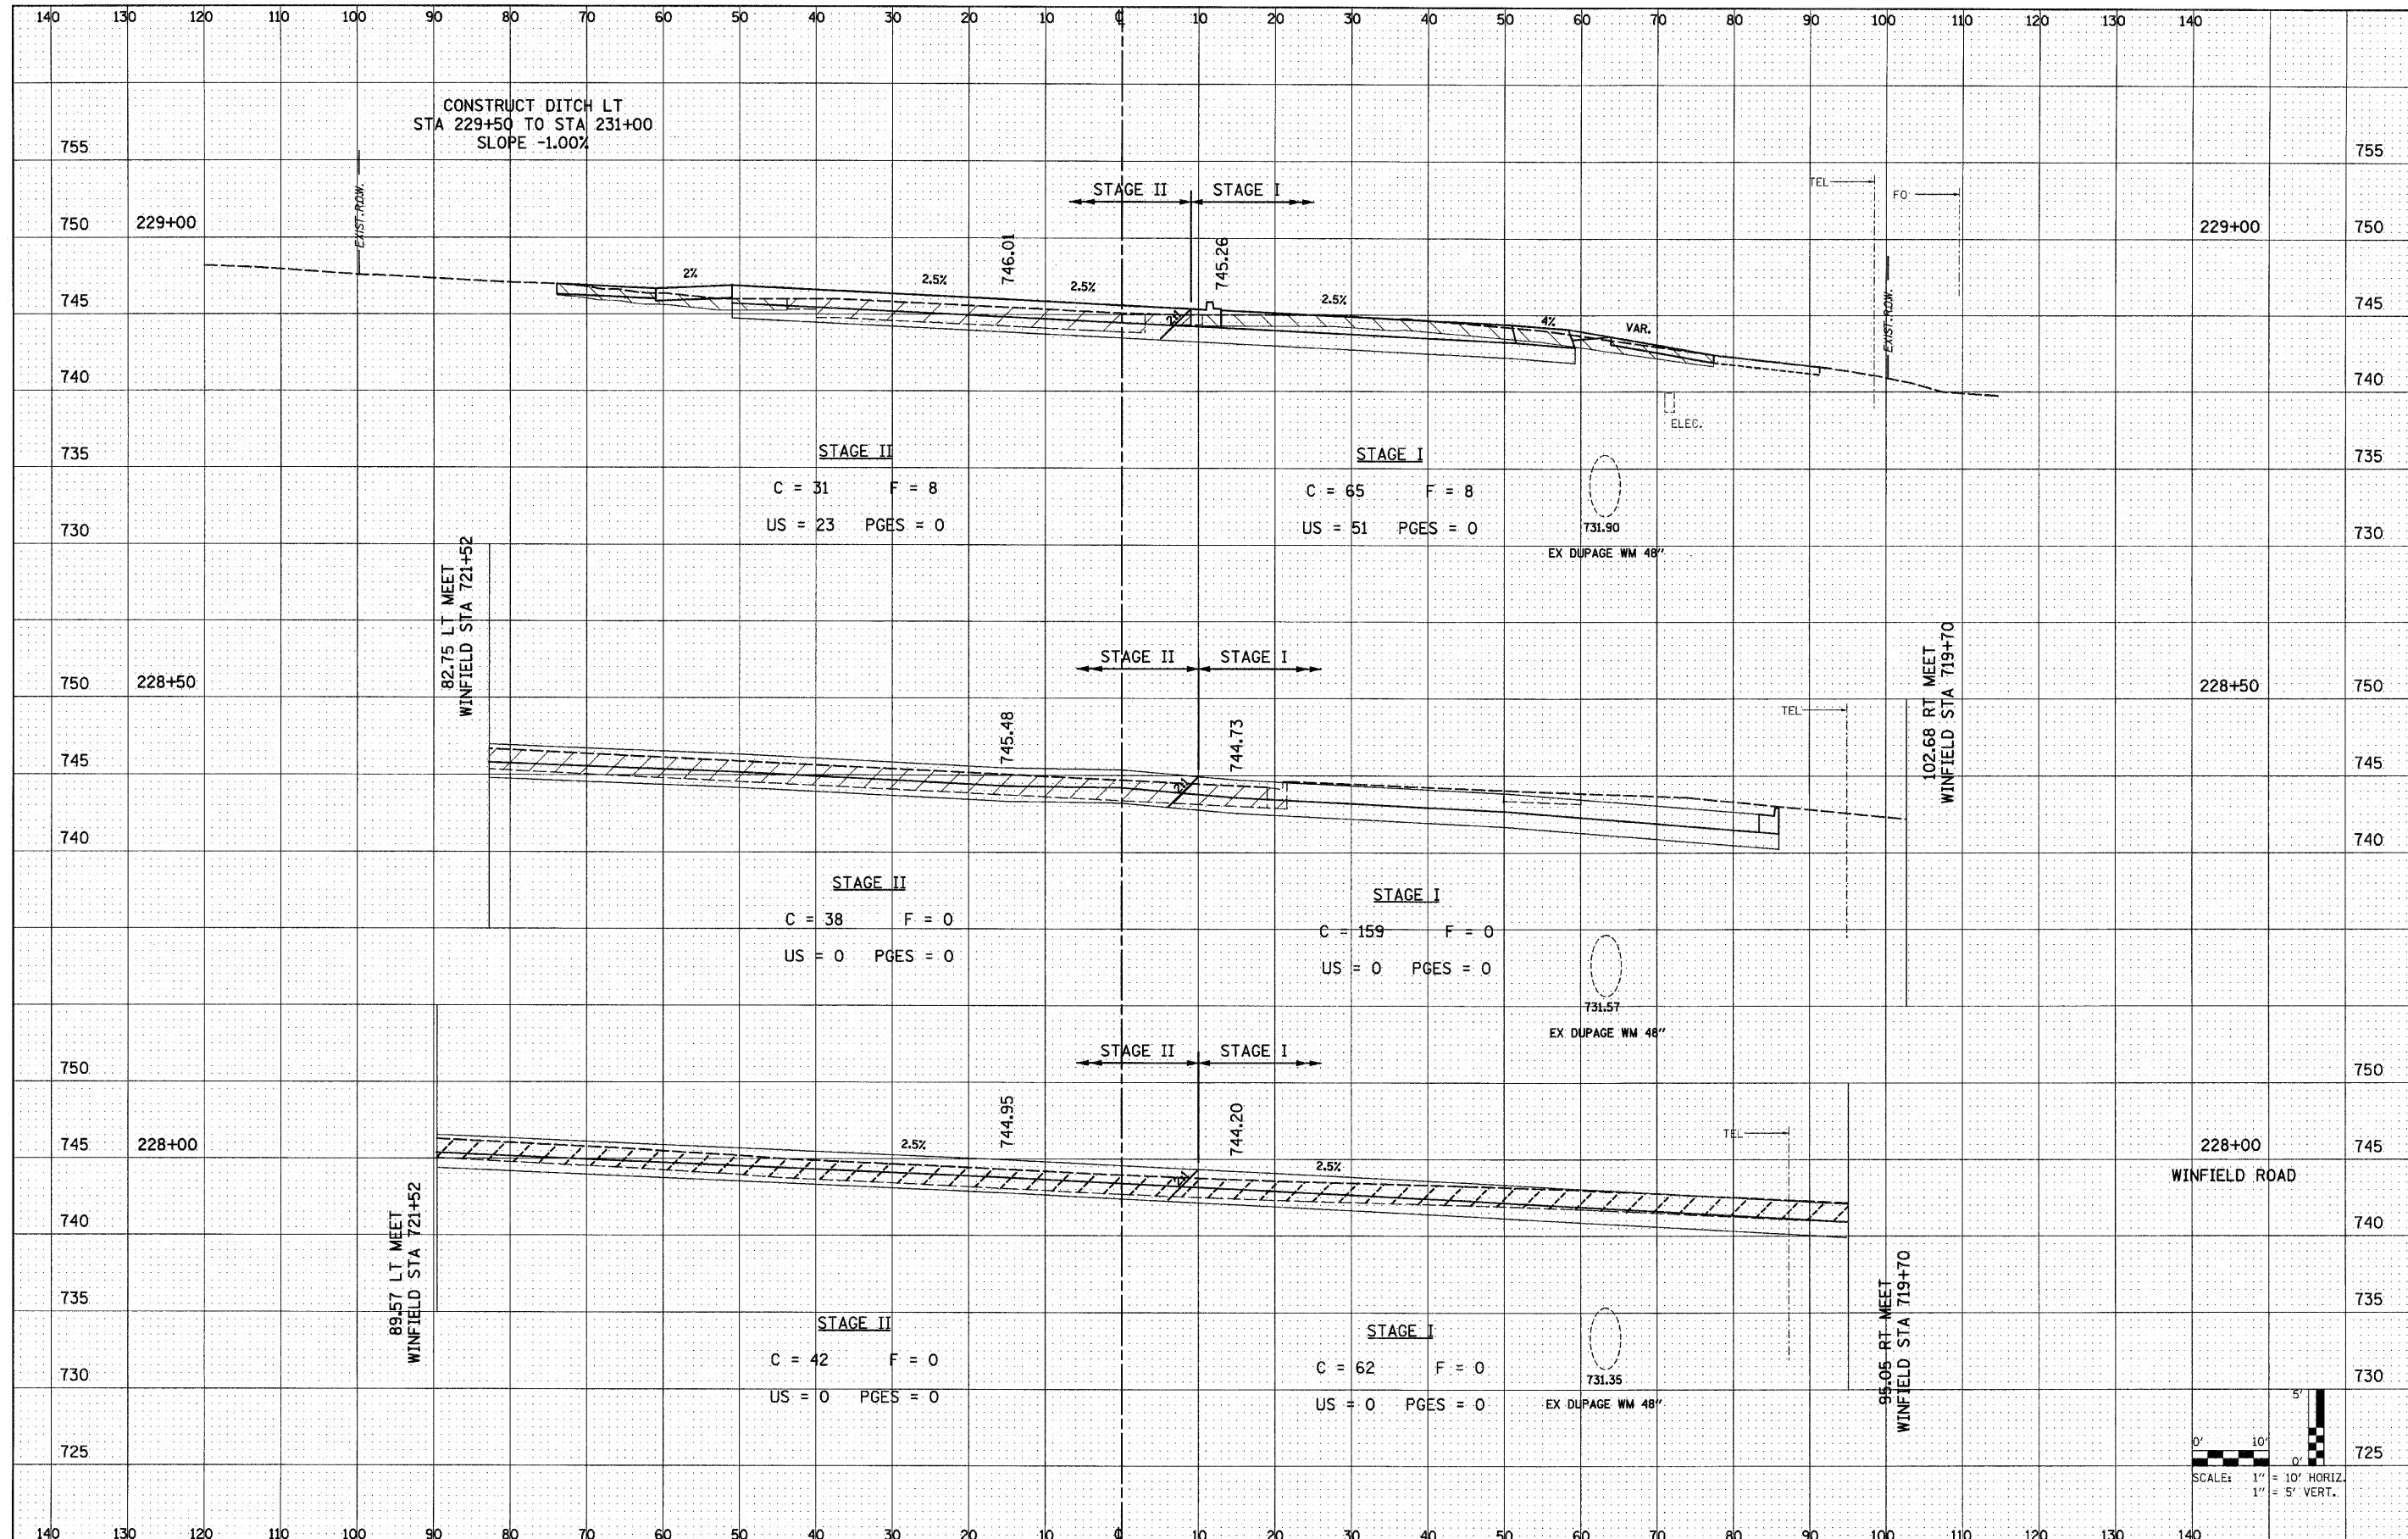 140 130 120 110 100 90 80 70 60 50 40 30 20 10 ℄ 10 20 30 40 50 60 70 80 90 100 110 120 130 140
CONSTRUCT DITCH LT
STA 229+50 TO STA 231+00
SLOPE -1.00%
755 755
EXIST. R.O.W.
STAGE II STAGE I
TEL
FO
750 229+00 229+00 750
746.01
745.26
2% 2.5% 2.5% 2.5%
745 745
4% VAR.
2:1
EXIST. R.O.W.
740 740
ELEC.
735 735
STAGE II
C = 31 F = 8
US = 23 PGES = 0
STAGE I
C = 65 F = 8
US = 51 PGES = 0
731.90
EX DUPAGE WM 48"
730 730
82.75 LT MEET
WINFIELD STA 721+52
STAGE II STAGE I
102.68 RT MEET
WINFIELD STA 719+70
750 228+50 228+50 750
TEL
745.48
744.73
745 745
2:1
740 740
STAGE II
C = 38 F = 0
US = 0 PGES = 0
STAGE I
C = 159 F = 0
US = 0 PGES = 0
731.57
EX DUPAGE WM 48"
STAGE II STAGE I
750 750
744.95
744.20
TEL
745 228+00 228+00 745
WINFIELD ROAD
2.5% 2.5%
2:1
89.57 LT MEET
WINFIELD STA 721+52
740 740
95.05 RT MEET
WINFIELD STA 719+70
735 735
STAGE II
C = 42 F = 0
US = 0 PGES = 0
STAGE I
C = 62 F = 0
US = 0 PGES = 0
731.35
EX DUPAGE WM 48"
730 730
725 725
5'
0' 10' 0'
SCALE: 1" = 10' HORIZ.
1" = 5' VERT.
140 130 120 110 100 90 80 70 60 50 40 30 20 10 ℄ 10 20 30 40 50 60 70 80 90 100 110 120 130 140